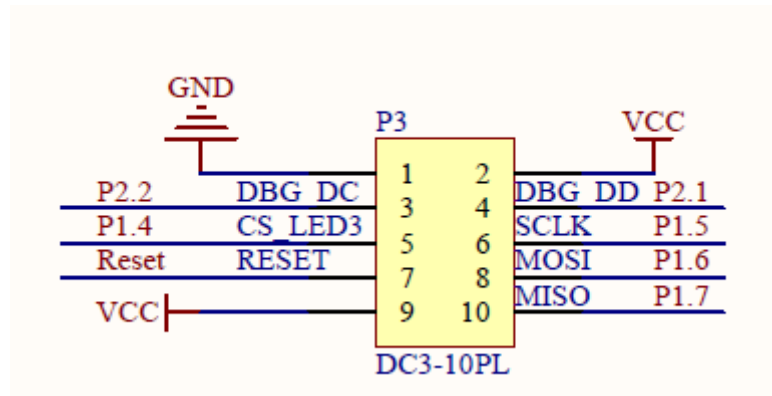 GND
P3 VCC
1 2
P2.2 DBG_DC 3 4 DBG_DD P2.1
P1.4 CS_LED3 5 6 SCLK P1.5
Reset RESET 7 8 MOSI P1.6
VCC 9 10 MISO P1.7
DC3-10PL